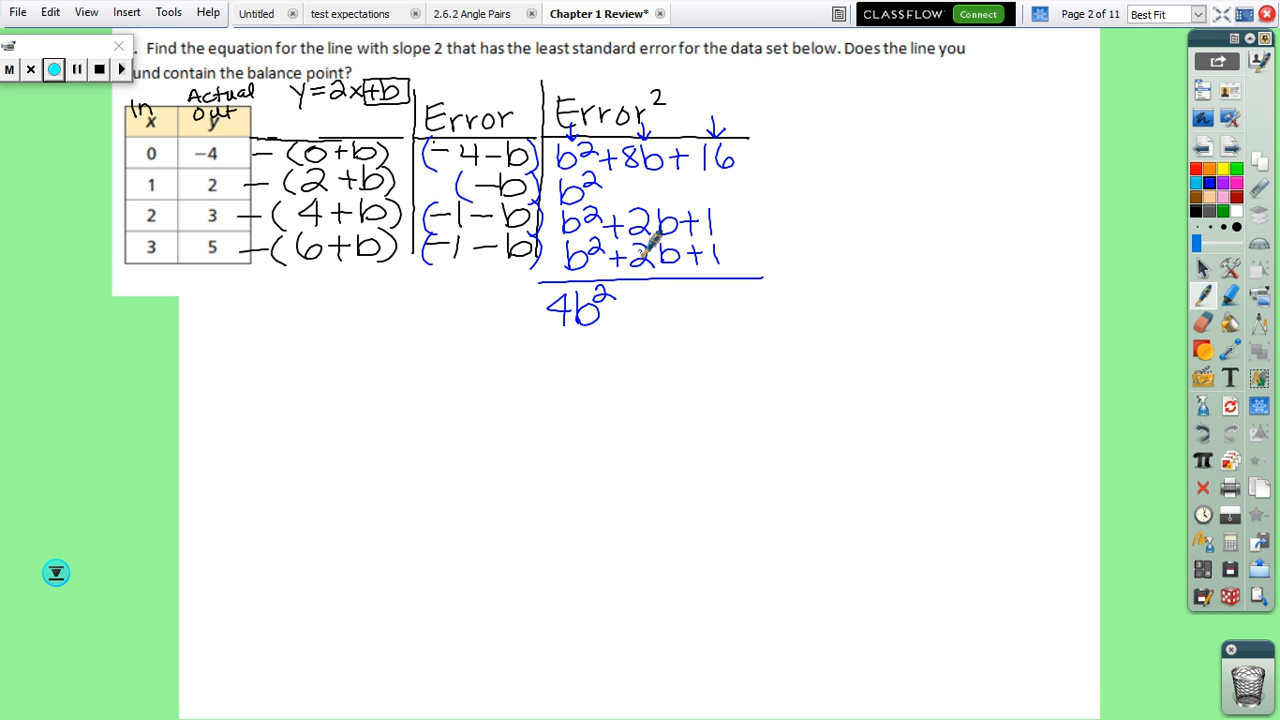 File Edit View Insert Tools Help
Untitled test expectations 2.6.2 Angle Pairs Chapter 1 Review*
CLASSFLOW Connect
Page 2 of 11 Best Fit
. Find the equation for the line with slope 2 that has the least standard error for the data set below. Does the line you
und contain the balance point?
M
In Actual out y=2x+b Error Error²
x y
0 −4 −(0+b) (−4−b) b²+8b+16
1 2 −(2+b) (−b) b²
2 3 −(4+b) (−1−b) b²+2b+1
3 5 −(6+b) (−1−b) b²+2b+1
4b²
T
π